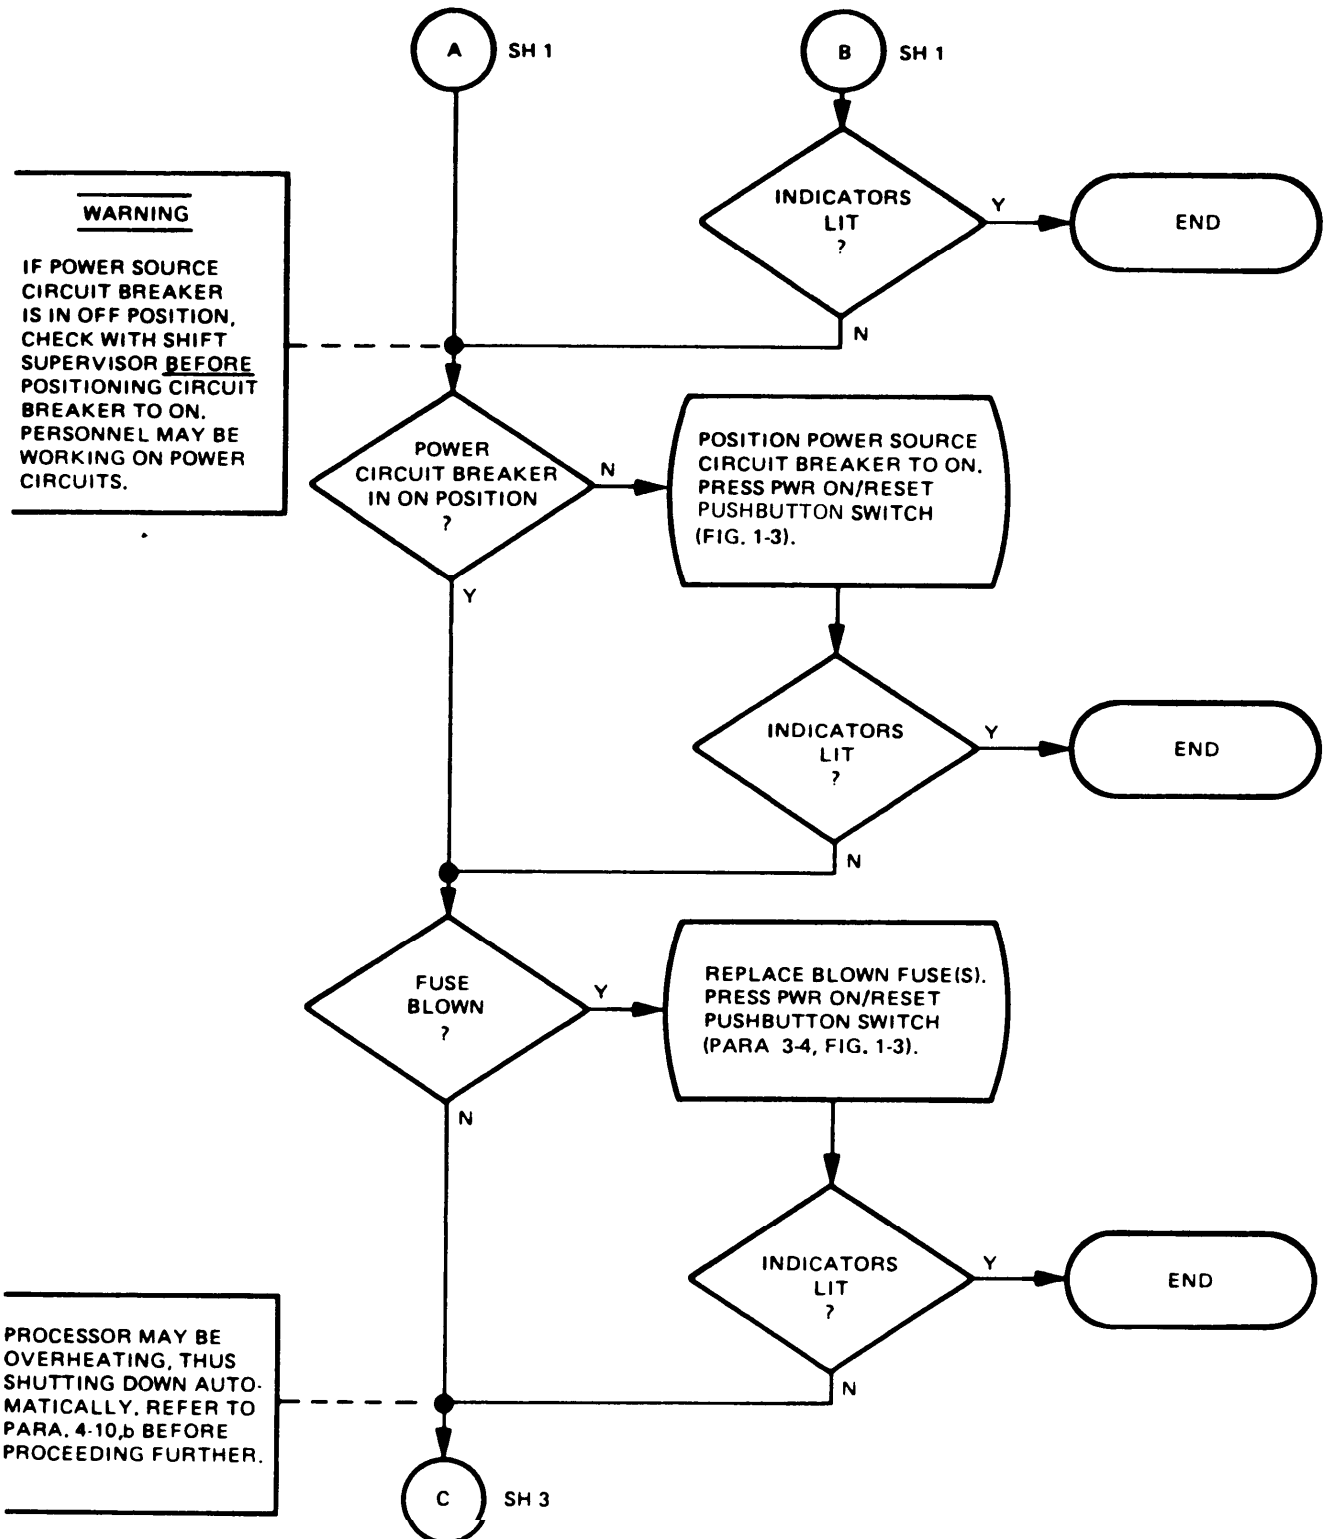 A
SH 1
B
SH 1
INDICATORS
LIT
?
Y
END
N
WARNING
IF POWER SOURCE
CIRCUIT BREAKER
IS IN OFF POSITION,
CHECK WITH SHIFT
SUPERVISOR BEFORE
POSITIONING CIRCUIT
BREAKER TO ON.
PERSONNEL MAY BE
WORKING ON POWER
CIRCUITS.
POWER
CIRCUIT BREAKER
IN ON POSITION
?
N
Y
POSITION POWER SOURCE
CIRCUIT BREAKER TO ON.
PRESS PWR ON/RESET
PUSHBUTTON SWITCH
(FIG. 1-3).
INDICATORS
LIT
?
Y
END
N
FUSE
BLOWN
?
Y
N
REPLACE BLOWN FUSE(S).
PRESS PWR ON/RESET
PUSHBUTTON SWITCH
(PARA 3-4, FIG. 1-3).
INDICATORS
LIT
?
Y
END
N
PROCESSOR MAY BE
OVERHEATING, THUS
SHUTTING DOWN AUTO-
MATICALLY. REFER TO
PARA. 4-10,b BEFORE
PROCEEDING FURTHER.
C
SH 3